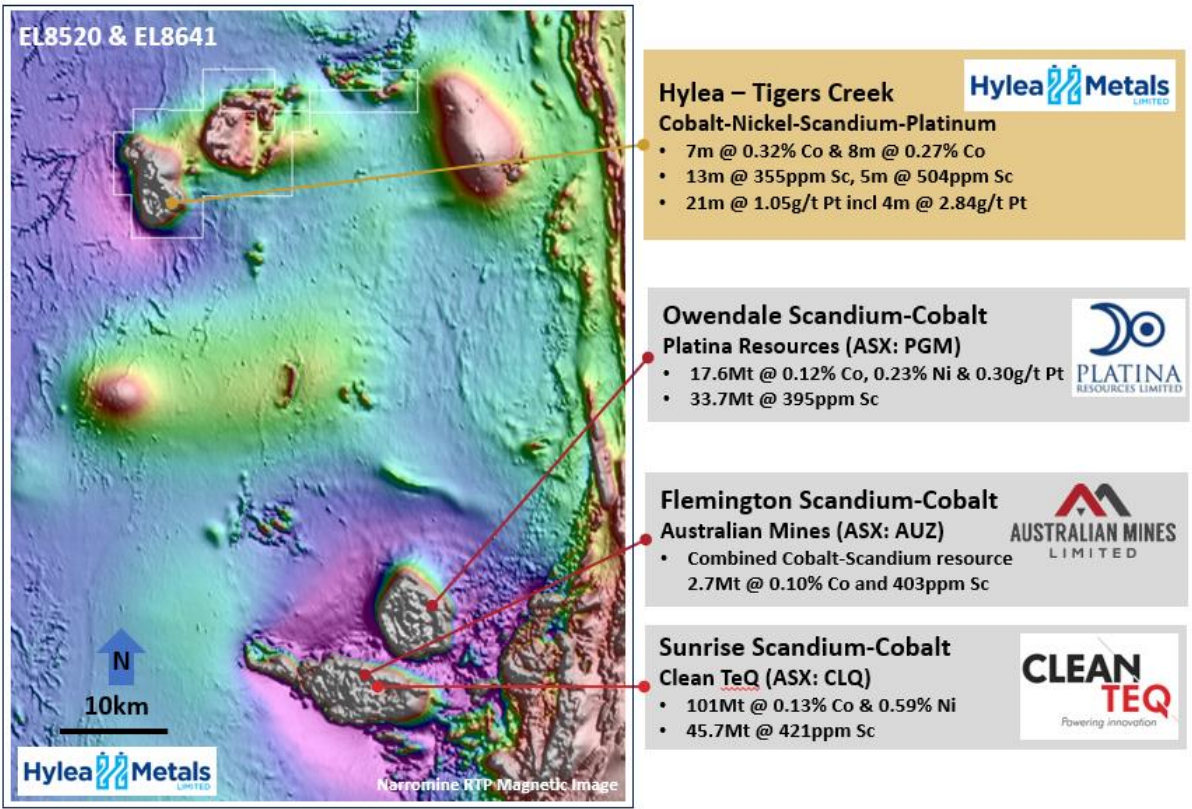 EL8520 & EL8641
Hylea – Tigers Creek
Hylea Metals
LIMITED
Cobalt-Nickel-Scandium-Platinum
• 7m @ 0.32% Co & 8m @ 0.27% Co
• 13m @ 355ppm Sc, 5m @ 504ppm Sc
• 21m @ 1.05g/t Pt incl 4m @ 2.84g/t Pt
Owendale Scandium-Cobalt
Platina Resources (ASX: PGM)
• 17.6Mt @ 0.12% Co, 0.23% Ni & 0.30g/t Pt
• 33.7Mt @ 395ppm Sc
PLATINA
RESOURCES LIMITED
Flemington Scandium-Cobalt
Australian Mines (ASX: AUZ)
• Combined Cobalt-Scandium resource
2.7Mt @ 0.10% Co and 403ppm Sc
AUSTRALIAN MINES
LIMITED
Sunrise Scandium-Cobalt
Clean TeQ (ASX: CLQ)
• 101Mt @ 0.13% Co & 0.59% Ni
• 45.7Mt @ 421ppm Sc
CLEAN
TEQ
Powering innovation
N
10km
Hylea Metals
LIMITED
Narromine RTP Magnetic Image